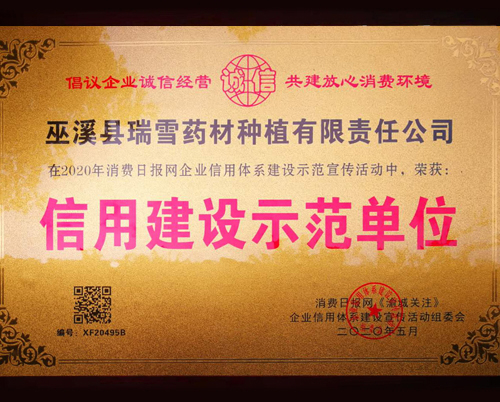 倡议企业诚信经营 共建放心消费环境
巫溪县瑞雪药材种植有限责任公司
在2020年消费日报网企业信用体系建设示范宣传活动中，荣获：
信用建设示范单位
消费日报网《渝城关注》
企业信用体系建设宣传活动组委会
二〇二〇年五月
编号：XF20495B